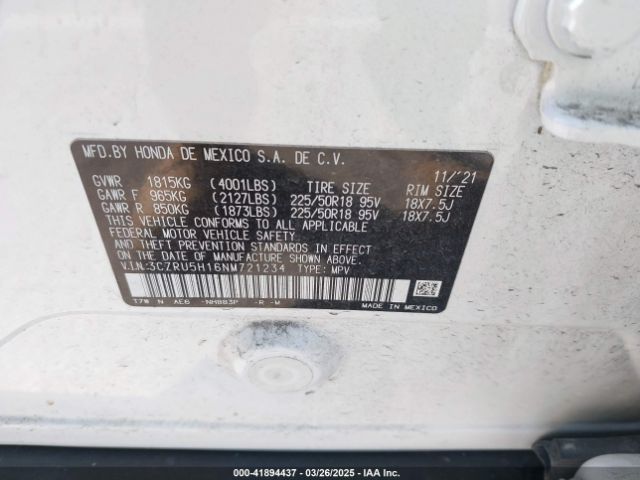 MFD.BY HONDA DE MEXICO S.A. DE C.V.
11/'21
GVWR 1815KG (4001LBS) TIRE SIZE RIM SIZE
GAWR F 965KG (2127LBS) 225/50R18 95V 18X7.5J
GAWR R 850KG (1873LBS) 225/50R18 95V 18X7.5J
THIS VEHICLE CONFORMS TO ALL APPLICABLE
FEDERAL MOTOR VEHICLE SAFETY
AND THEFT PREVENTION STANDARDS IN EFFECT
ON THE DATE OF MANUFACTURE SHOWN ABOVE.
V.I.N:3CZRU5H16NM721234 TYPE: MPV
T7W N AE6 -NH883P -R -M
MADE IN MEXICO
000-41894437 - 03/26/2025 - IAA Inc.